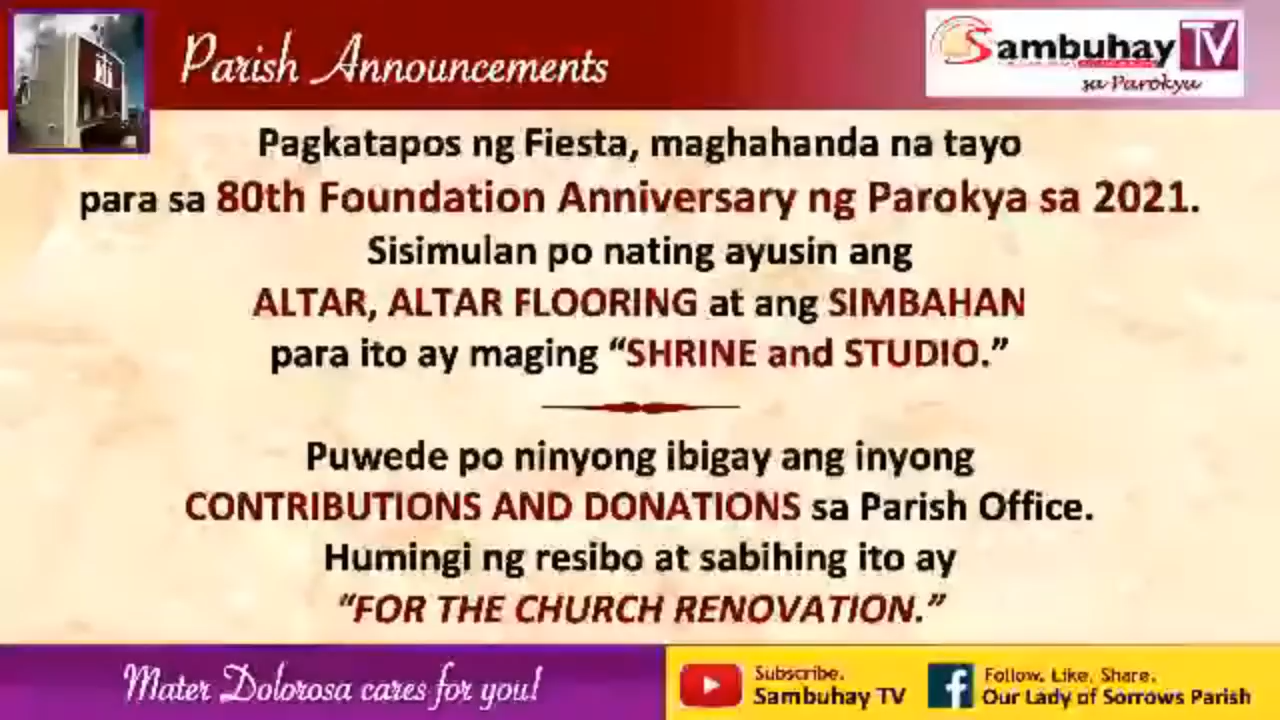 Parish Announcements
Sambuhay TV
sa Parokya
Pagkatapos ng Fiesta, maghahanda na tayo
para sa 80th Foundation Anniversary ng Parokya sa 2021.
Sisimulan po nating ayusin ang
ALTAR, ALTAR FLOORING at ang SIMBAHAN
para ito ay maging “SHRINE and STUDIO.”
Puwede po ninyong ibigay ang inyong
CONTRIBUTIONS AND DONATIONS sa Parish Office.
Humingi ng resibo at sabihing ito ay
“FOR THE CHURCH RENOVATION.”
Mater Dolorosa cares for you!
Subscribe.
Sambuhay TV
Follow. Like. Share.
Our Lady of Sorrows Parish